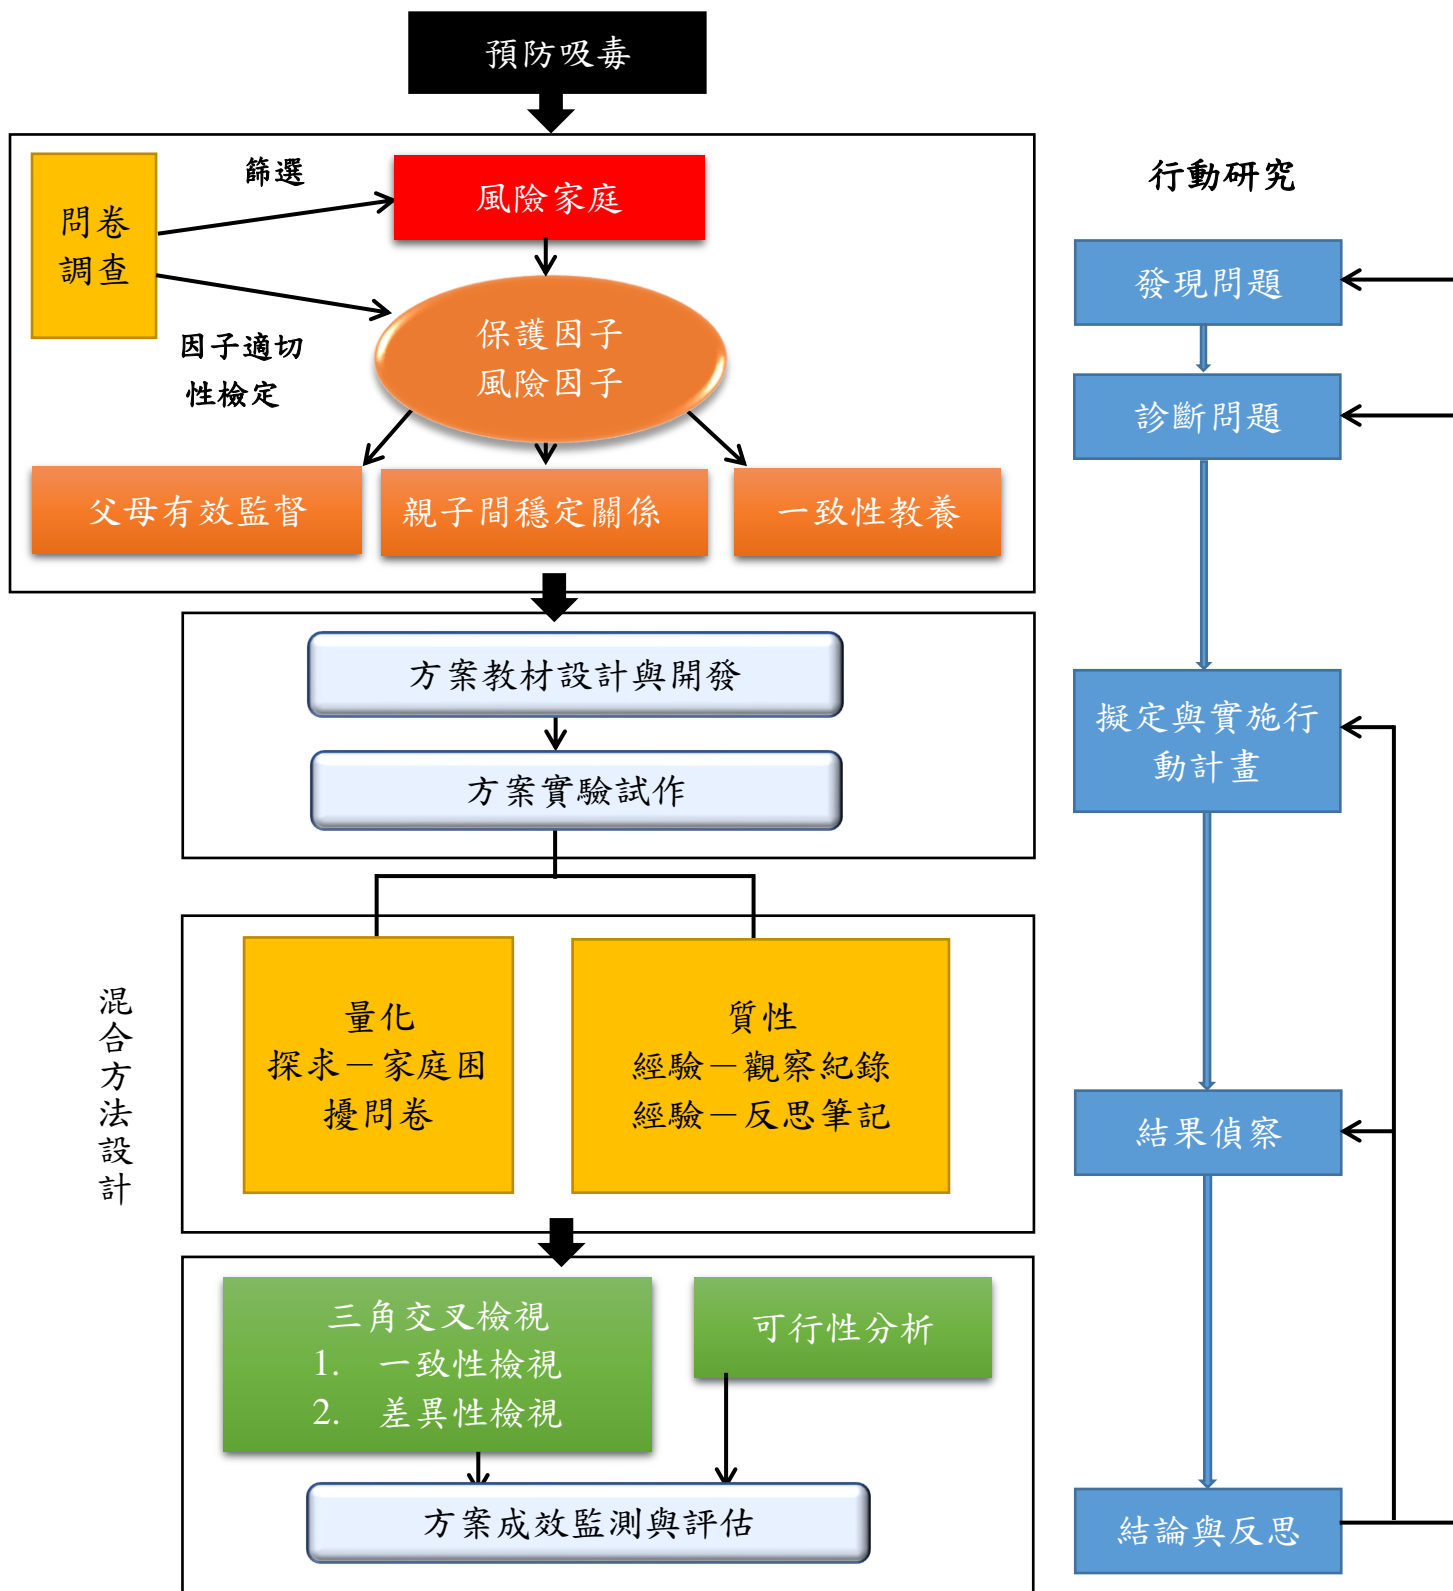 預防吸毒
篩選
風險家庭
問卷
調查
保護因子
風險因子
因子適切
性檢定
父母有效監督
親子間穩定關係
一致性教養
方案教材設計與開發
方案實驗試作
混
合
方
法
設
計
量化
探求－家庭困
擾問卷
質性
經驗－觀察紀錄
經驗－反思筆記
三角交叉檢視
1. 一致性檢視
2. 差異性檢視
可行性分析
方案成效監測與評估
行動研究
發現問題
診斷問題
擬定與實施行
動計畫
結果偵察
結論與反思